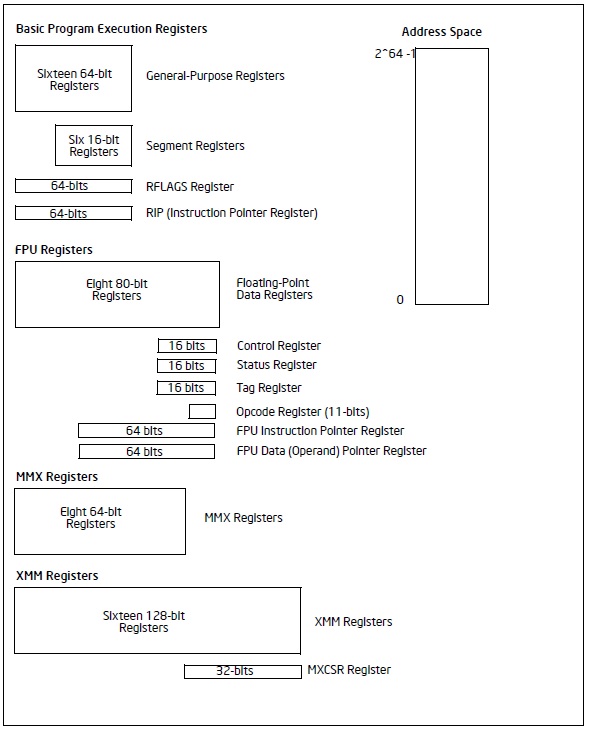 Basic Program Execution Registers
Address Space
2^64 -1
Sixteen 64-bit
Registers
General-Purpose Registers
Six 16-bit
Registers
Segment Registers
64-bits
RFLAGS Register
64-bits
RIP (Instruction Pointer Register)
FPU Registers
Eight 80-bit
Registers
Floating-Point
Data Registers
0
16 bits
Control Register
16 bits
Status Register
16 bits
Tag Register
Opcode Register (11-bits)
64 bits
FPU Instruction Pointer Register
64 bits
FPU Data (Operand) Pointer Register
MMX Registers
Eight 64-bit
Registers
MMX Registers
XMM Registers
Sixteen 128-bit
Registers
XMM Registers
32-bits
MXCSR Register